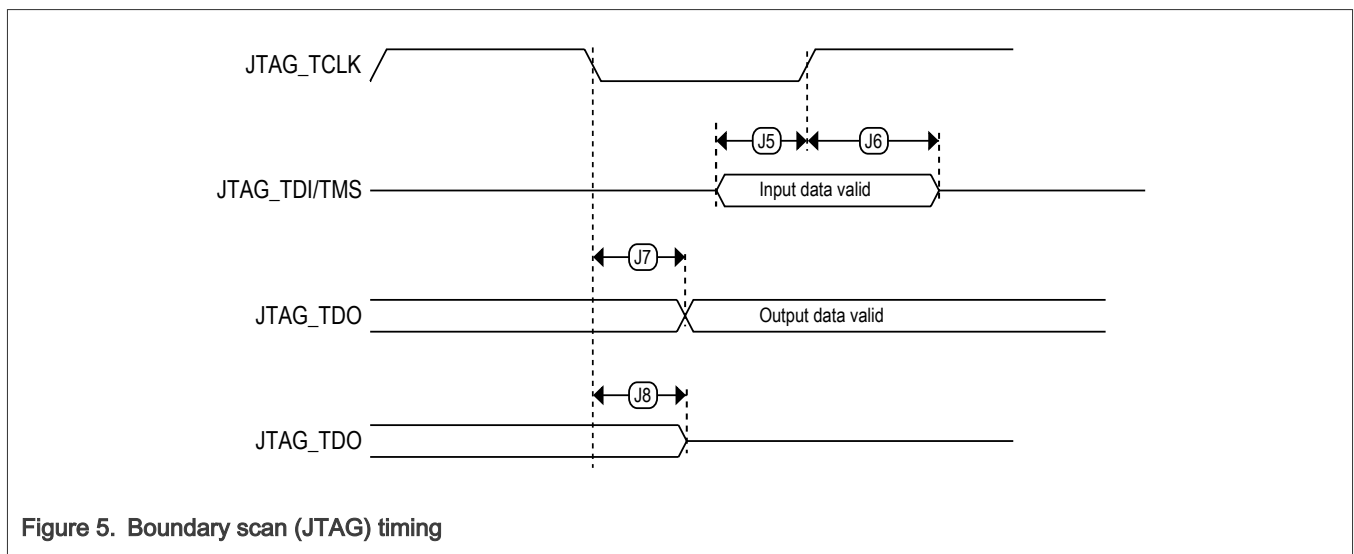 JTAG_TCLK
J5
J6
JTAG_TDI/TMS
Input data valid
J7
JTAG_TDO
Output data valid
J8
JTAG_TDO
Figure 5. Boundary scan (JTAG) timing